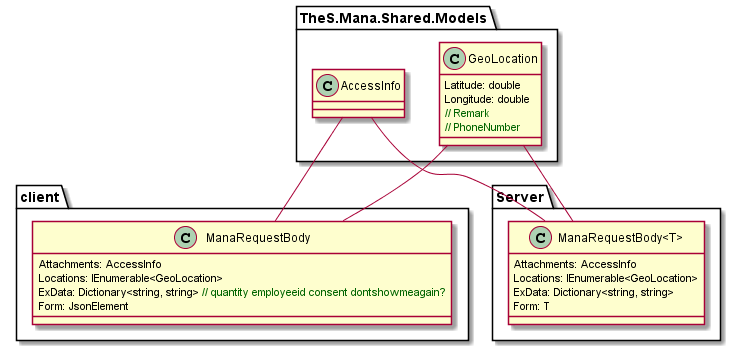 TheS.Mana.Shared.Models
C AccessInfo
C GeoLocation
Latitude: double
Longitude: double
// Remark
// PhoneNumber
client
C ManaRequestBody
Attachments: AccessInfo
Locations: IEnumerable<GeoLocation>
ExData: Dictionary<string, string> // quantity employeeid consent dontshowmeagain?
Form: JsonElement
Server
C ManaRequestBody<T>
Attachments: AccessInfo
Locations: IEnumerable<GeoLocation>
ExData: Dictionary<string, string>
Form: T